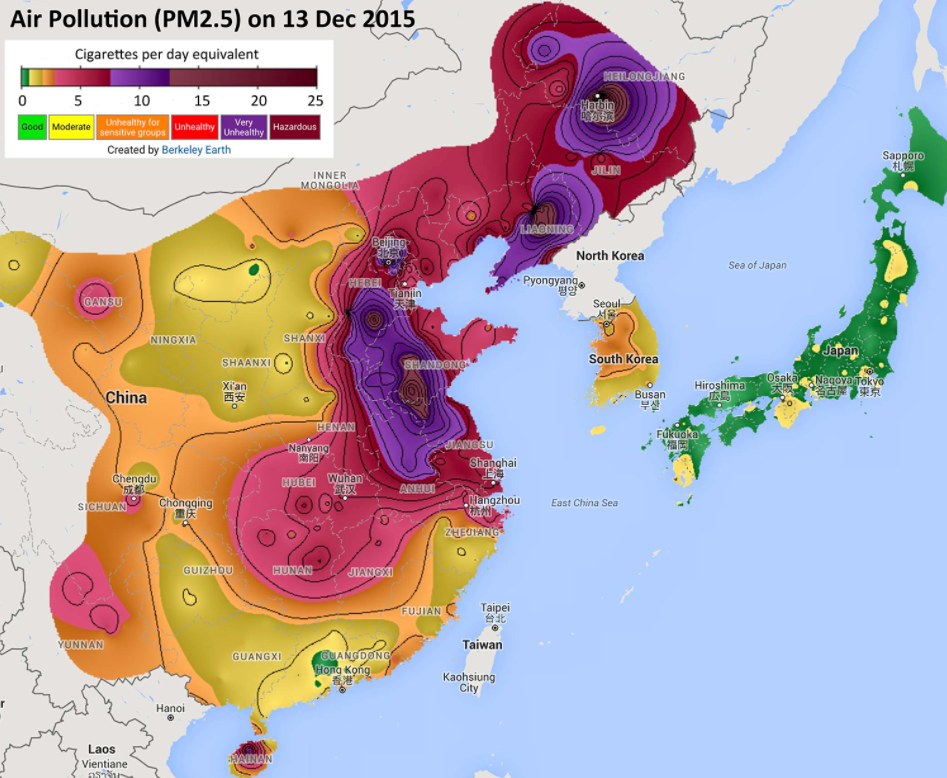 Air Pollution (PM2.5) on 13 Dec 2015
Cigarettes per day equivalent
0 5 10 15 20 25
Good
Moderate
Unhealthy for
sensitive groups
Unhealthy
Very
Unhealthy
Hazardous
Created by Berkeley Earth
HEILONGJIANG
Harbin
哈尔滨
JILIN
Sapporo
札幌
INNER
MONGOLIA
LIAONING
Beijing
北京
North Korea
Sea of Japan
HEBEI
Pyongyang
평양
Tianjin
天津
GANSU
Seoul
서울
NINGXIA
SHANXI
South Korea
Japan
SHAANXI
SHANDONG
Xi'an
西安
China
Busan
부산
Hiroshima
広島
Osaka
大阪
Nagoya
名古屋
Tokyo
東京
HENAN
Fukuoka
福岡
Nanyang
南阳
JIANGSU
Shanghai
上海
Chengdu
成都
HUBEI
Wuhan
武汉
ANHUI
SICHUAN
Chongqing
重庆
Hangzhou
杭州
East China Sea
ZHEJIANG
GUIZHOU
HUNAN
JIANGXI
FUJIAN
Taipei
台北
YUNNAN
Taiwan
GUANGXI
GUANGDONG
Hong Kong
香港
Kaohsiung
City
Hanoi
Laos
Vientiane
HAINAN